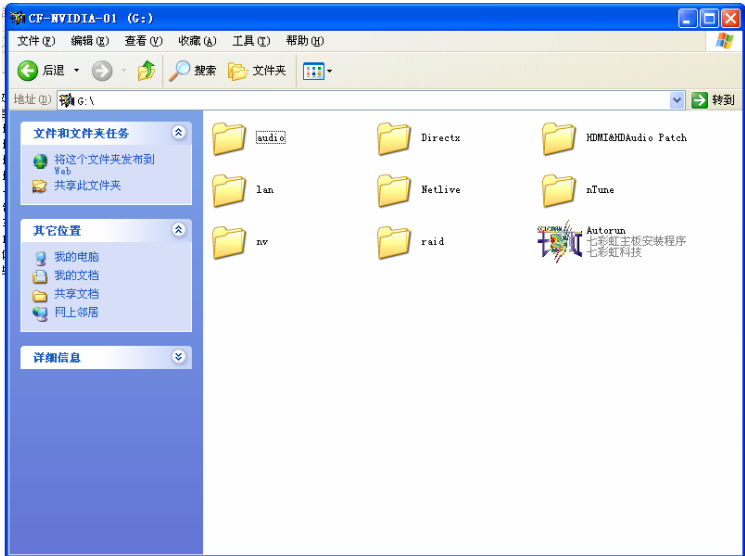 CF-NVIDIA-01 (G:)
文件(F) 编辑(E) 查看(V) 收藏(A) 工具(T) 帮助(H)
后退 搜索 文件夹
地址(D) G:\ 转到
文件和文件夹任务
将这个文件夹发布到
Web
共享此文件夹
其它位置
我的电脑
我的文档
共享文档
网上邻居
详细信息
audio
Directx
HDMI&HDAudio Patch
lan
Netlive
nTune
nv
raid
Autorun
七彩虹主板安装程序
七彩虹科技